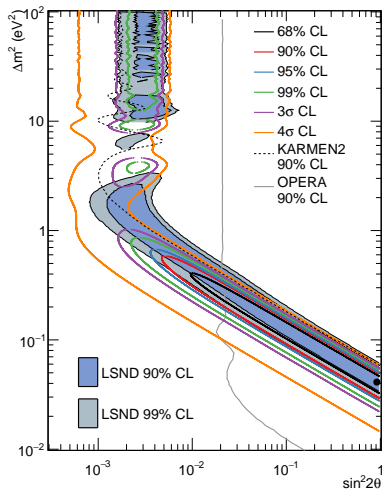 Δm² (eV²)
10²
68% CL
90% CL
95% CL
99% CL
3σ CL
4σ CL
KARMEN2
90% CL
OPERA
90% CL
10
1
10⁻¹
LSND 90% CL
LSND 99% CL
10⁻²
10⁻³ 10⁻² 10⁻¹ 1
sin²2θ